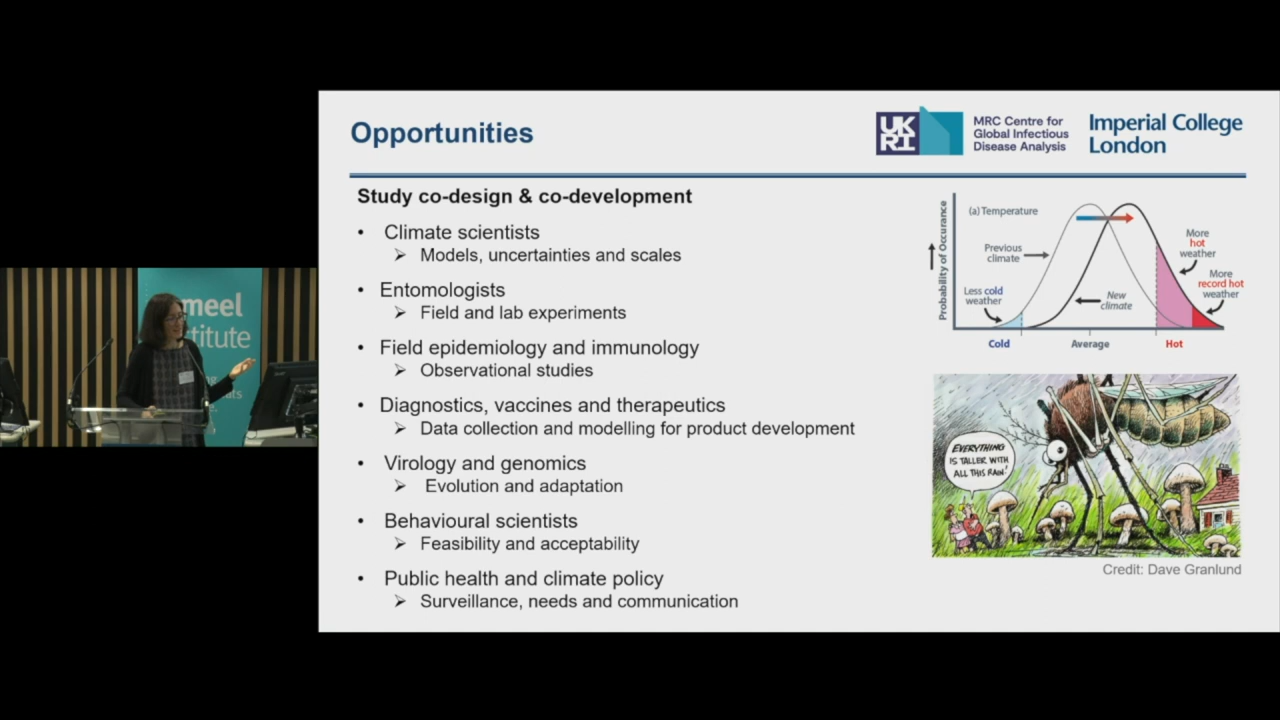 Opportunities
UK
RI
MRC Centre for
Global Infectious
Disease Analysis
Imperial College
London
Study co-design & co-development
• Climate scientists
➢ Models, uncertainties and scales
• Entomologists
➢ Field and lab experiments
• Field epidemiology and immunology
➢ Observational studies
• Diagnostics, vaccines and therapeutics
➢ Data collection and modelling for product development
• Virology and genomics
➢ Evolution and adaptation
• Behavioural scientists
➢ Feasibility and acceptability
• Public health and climate policy
➢ Surveillance, needs and communication
Probability of Occurance
(a) Temperature
Previous
climate
Less cold
weather
New
climate
More
hot
weather
More
record hot
weather
Cold
Average
Hot
EVERYTHING
IS TALLER WITH
ALL THIS RAIN!
Credit: Dave Granlund
meel
titute